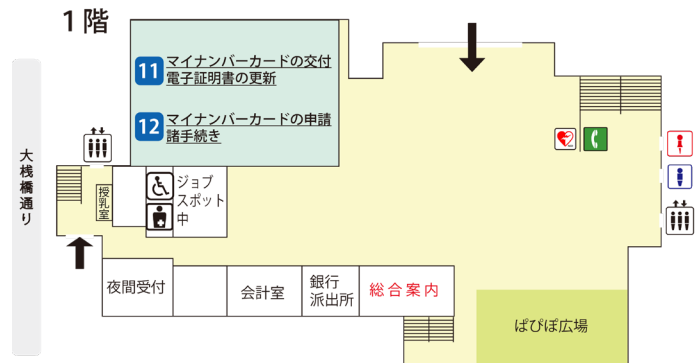 1階
11 マイナンバーカードの交付
電子証明書の更新
12 マイナンバーカードの申請
諸手続き
大桟橋通り
授乳室
ジョブ
スポット
中
夜間受付
会計室
銀行
派出所
総合案内
ぱぴぽ広場